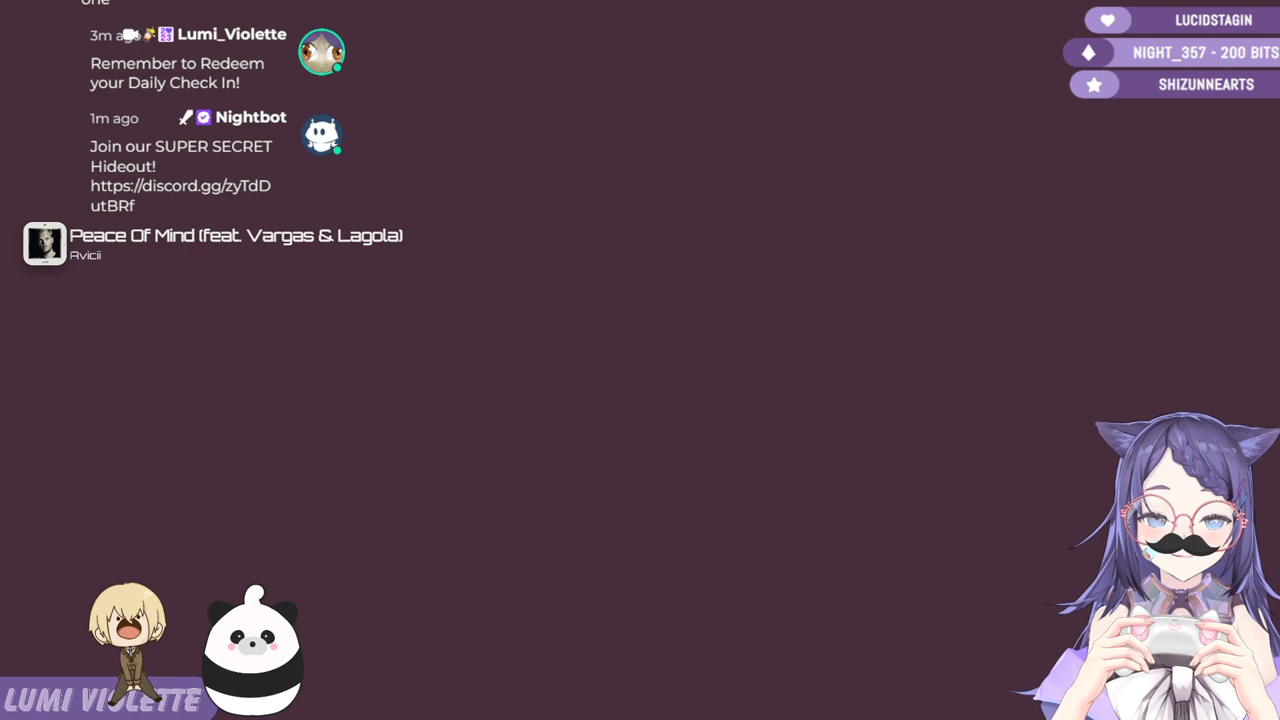 one
3m ago Lumi_Violette
Remember to Redeem
your Daily Check In!
1m ago Nightbot
Join our SUPER SECRET
Hideout!
https://discord.gg/zyTdD
utBRf
Peace Of Mind (feat. Vargas & Lagola)
Avicii
LUCIDSTAGIN
NIGHT_357 - 200 BITS
SHIZUNNEARTS
LUMI VIOLETTE